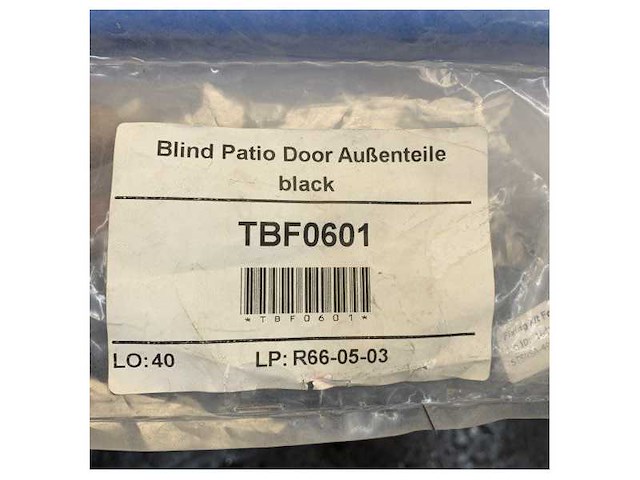 Blind Patio Door Außenteile
black
TBF0601
*TBF0601*
LO: 40 LP: R66-05-03